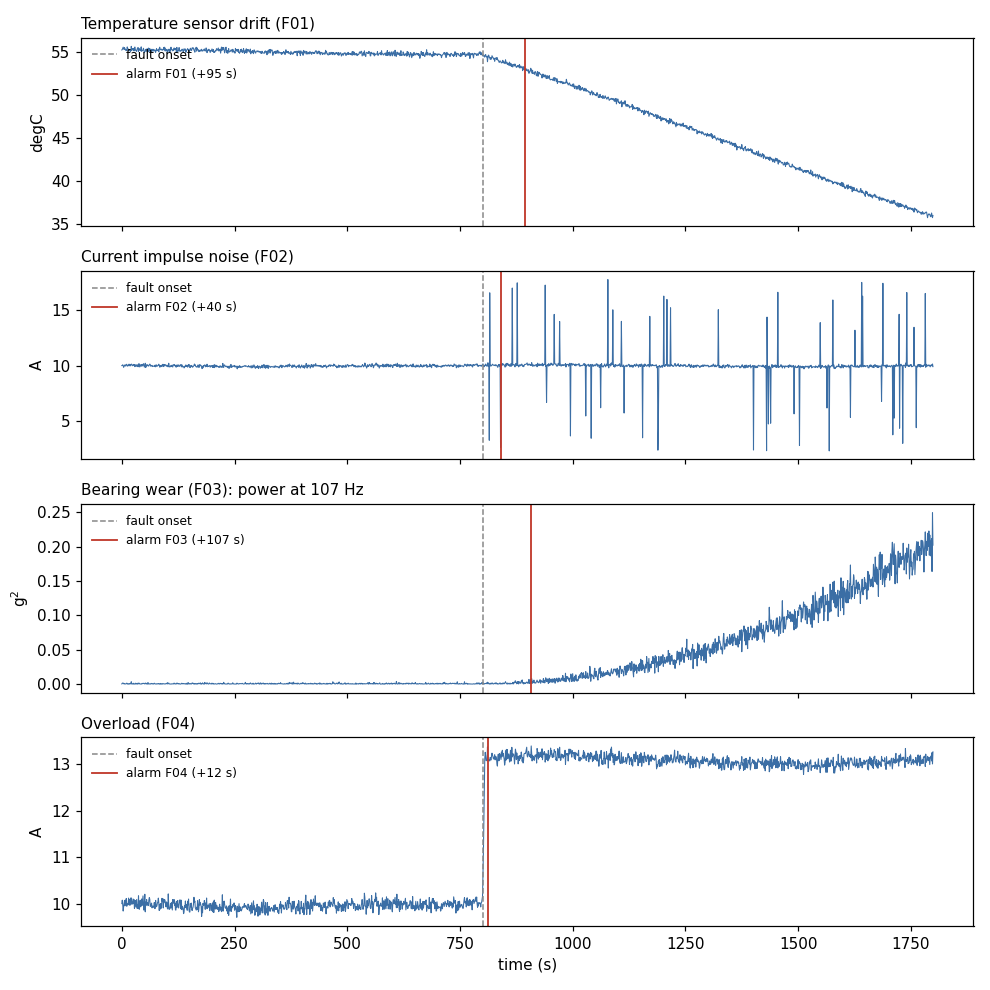 Temperature sensor drift (F01)
55
50
45
40
35
degC
fault onset
alarm F01 (+95 s)
Current impulse noise (F02)
15
10
5
A
fault onset
alarm F02 (+40 s)
Bearing wear (F03): power at 107 Hz
0.25
0.20
0.15
0.10
0.05
0.00
g²
fault onset
alarm F03 (+107 s)
Overload (F04)
13
12
11
10
A
fault onset
alarm F04 (+12 s)
0 250 500 750 1000 1250 1500 1750
time (s)